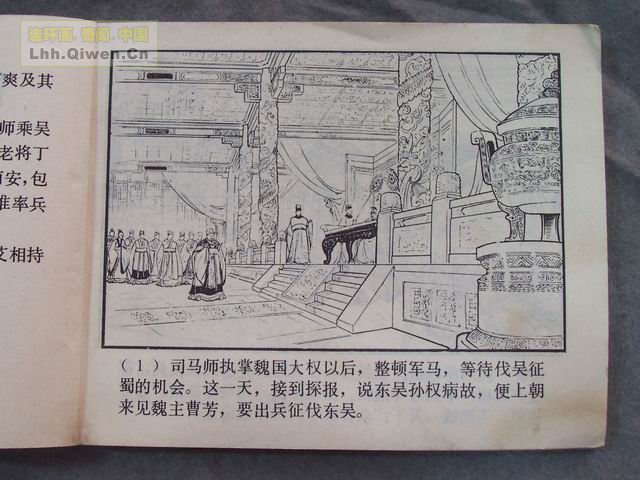 连环画.奇闻.中国
Lhh.Qiwen.Cn
爽及其
师乘吴
老将丁
而安,包
淮率兵
艾相持
(1)司马师执掌魏国大权以后,整顿军马,等待伐吴征
蜀的机会。这一天,接到探报,说东吴孙权病故,便上朝
来见魏主曹芳,要出兵征伐东吴。